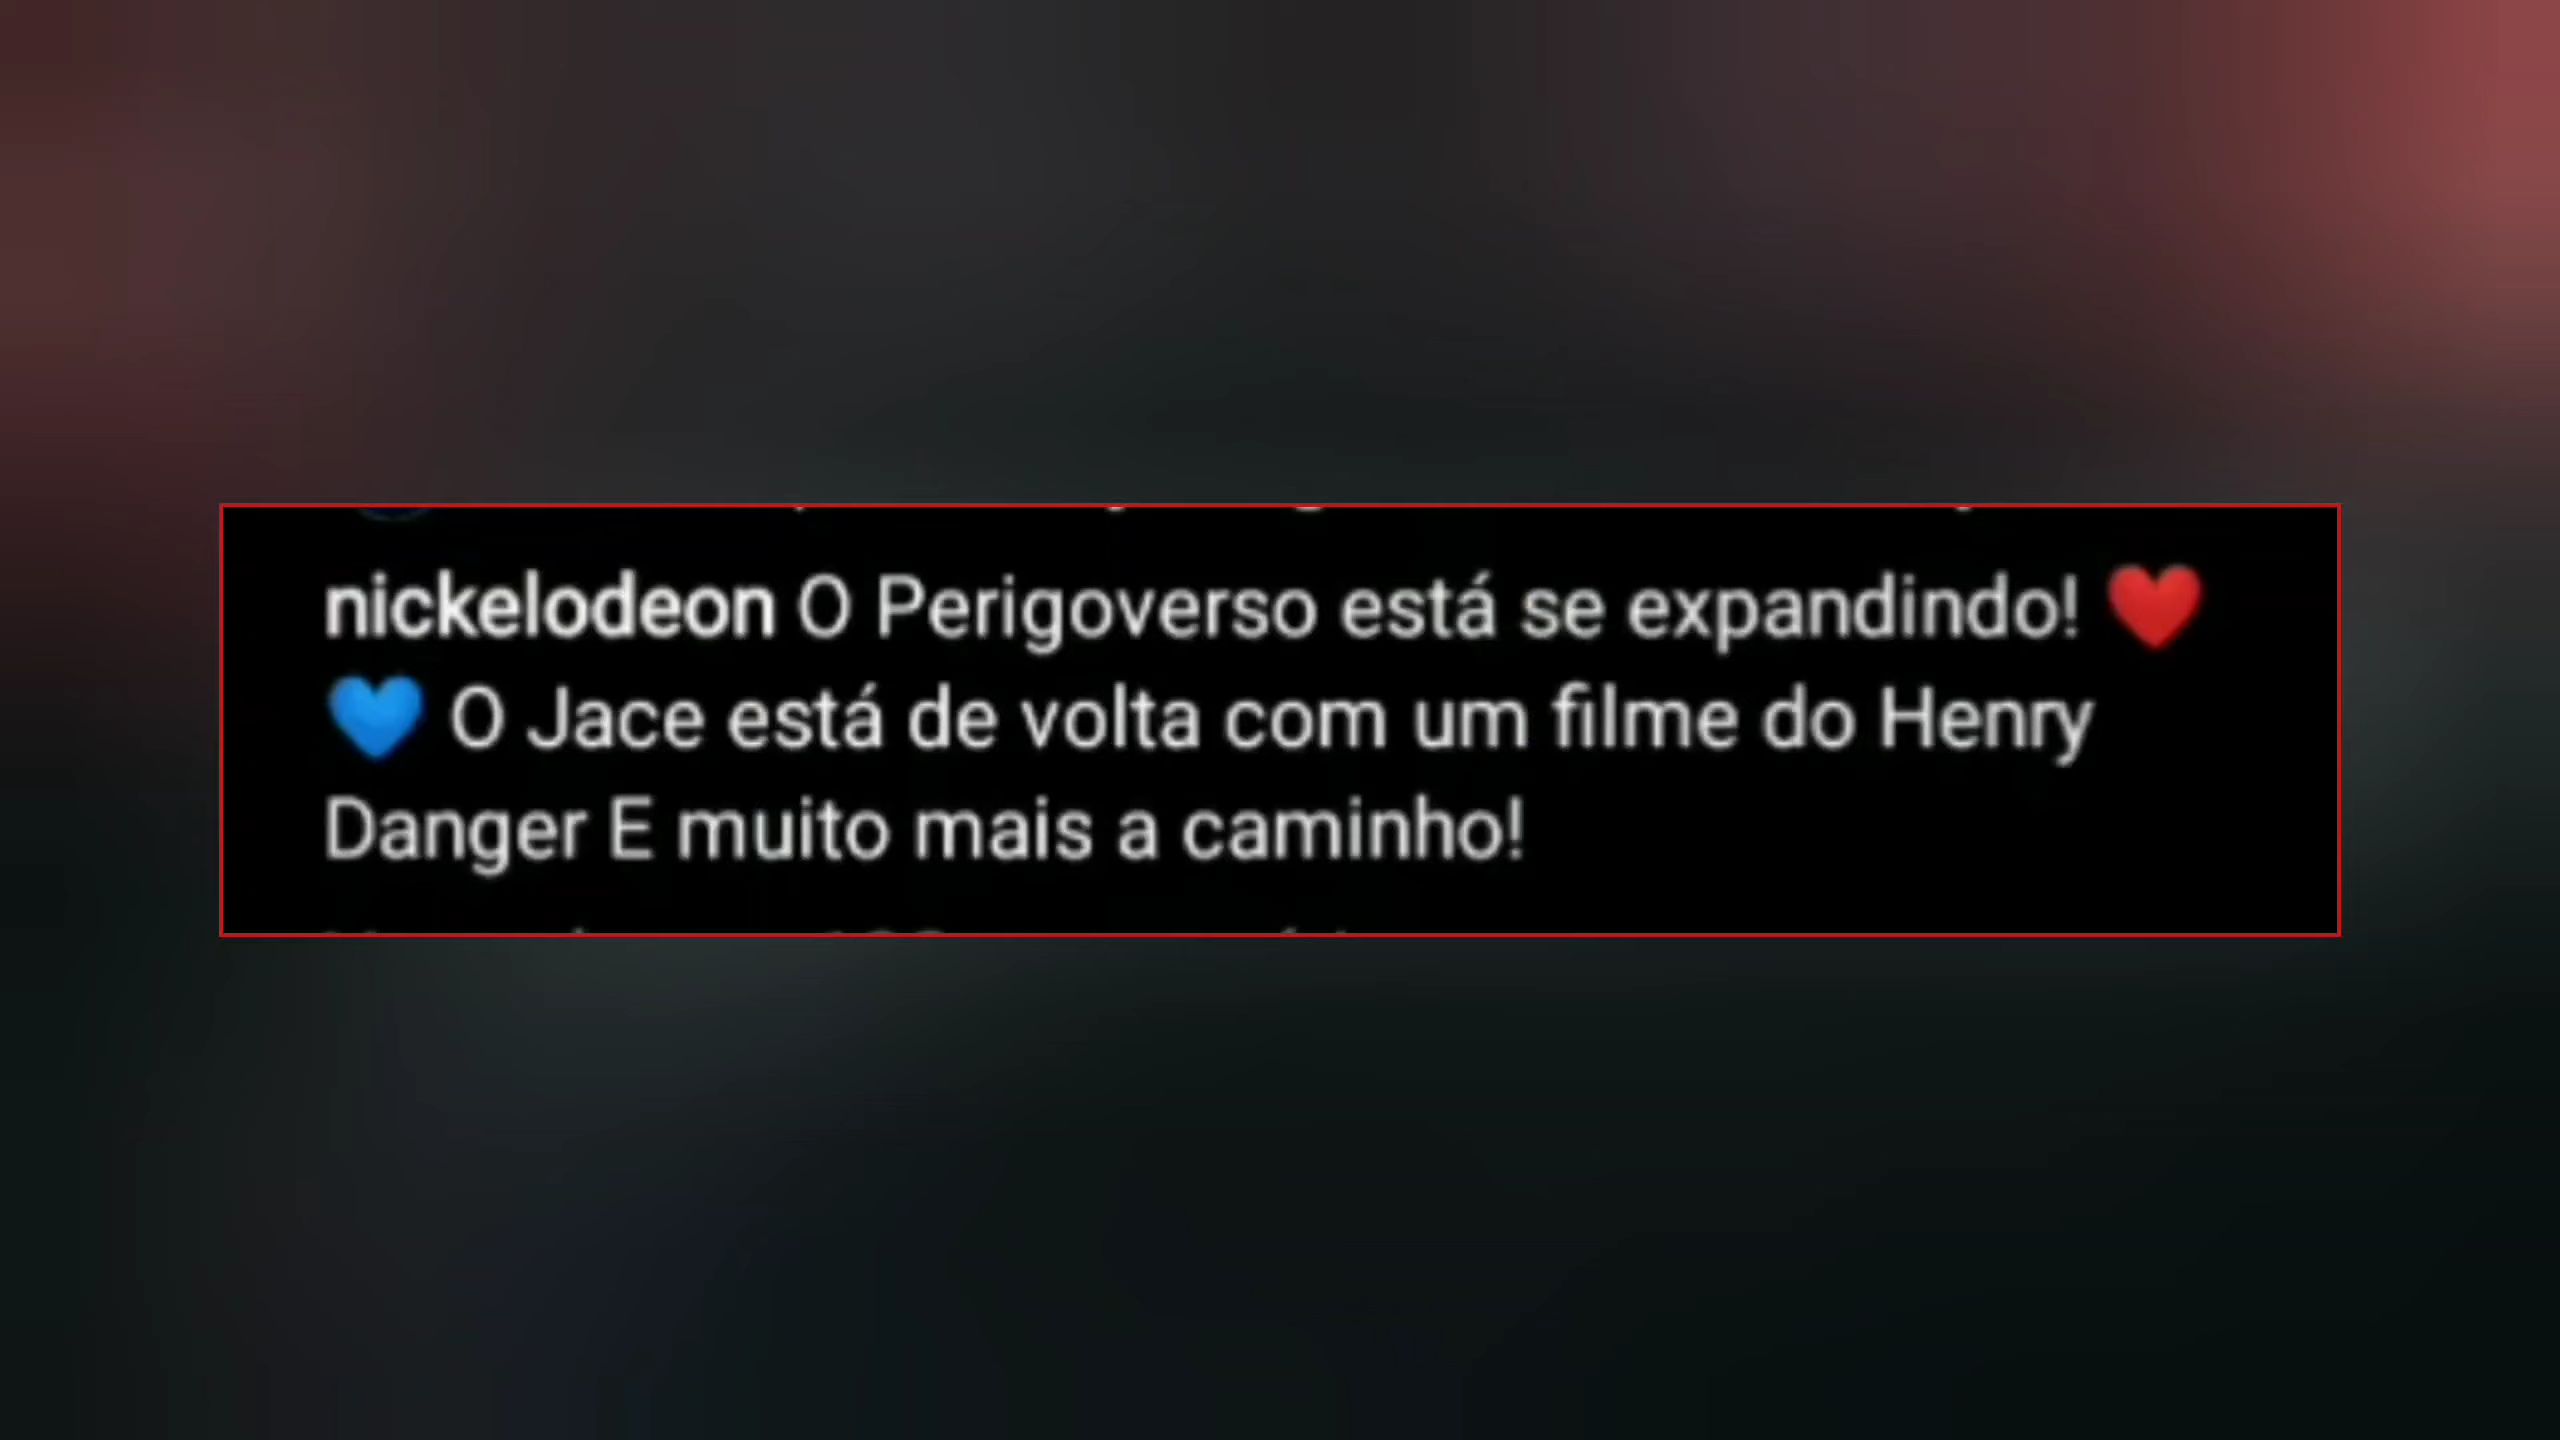 nickelodeon O Perigoverso está se expandindo! ❤️
💙 O Jace está de volta com um filme do Henry
Danger E muito mais a caminho!